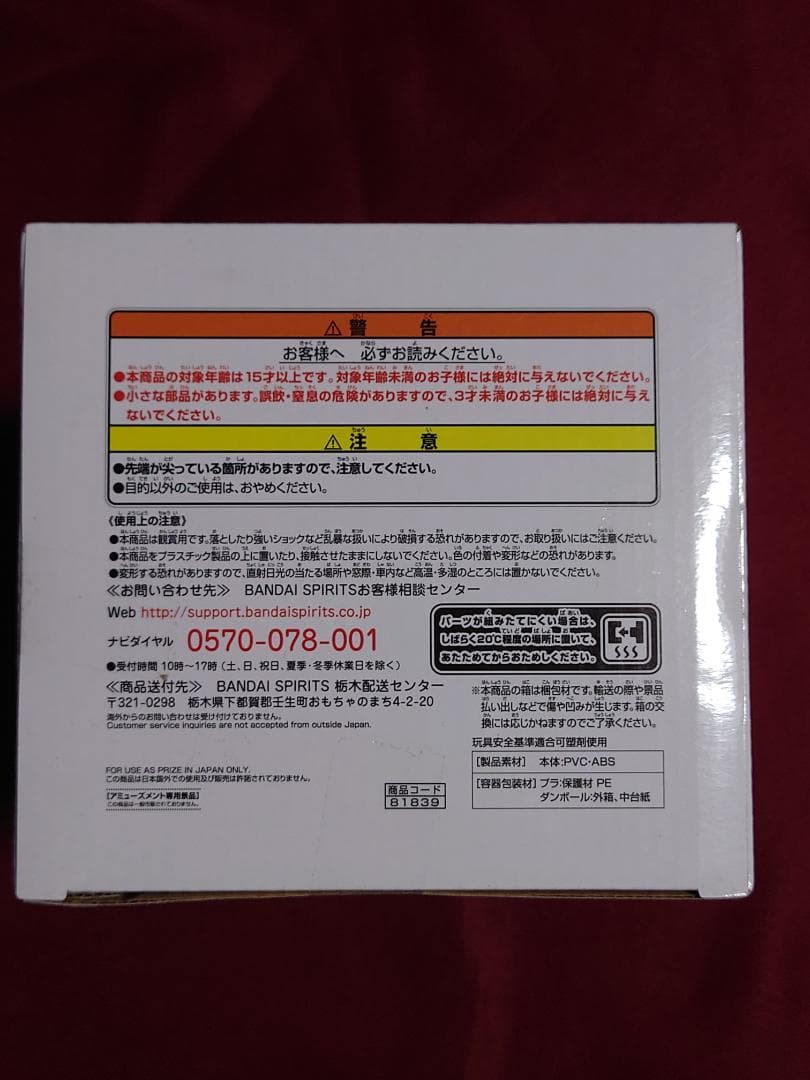 ⚠警告
お客様へ 必ずお読みください。
●本商品の対象年齢は15才以上です。対象年齢未満のお子様には絶対に与えないでください。
●小さな部品があります。誤飲・窒息の危険がありますので、3才未満のお子様には絶対に与え
ないでください。
⚠注意
●先端が尖っている箇所がありますので、注意してください。
●目的以外のご使用は、おやめください。
《使用上の注意》
●本商品は観賞用です。落としたり強いショックなど乱暴な扱いにより破損する恐れがありますので、お取り扱いにはご注意ください。
●本商品をプラスチック製品の上に置いたり、接触させたままにしないでください。色の付着や変形などの恐れがあります。
●変形する恐れがありますので、直射日光の当たる場所や窓際・車内など高温・多湿のところには置かないでください。
≪お問い合わせ先≫ BANDAI SPIRITSお客様相談センター
Web http://support.bandaispirits.co.jp
ナビダイヤル 0570-078-001
●受付時間 10時～17時（土、日、祝日、夏季・冬季休業日を除く）
≪商品送付先≫ BANDAI SPIRITS 栃木配送センター
〒321-0298 栃木県下都賀郡壬生町おもちゃのまち4-2-20
海外からのお問い合わせは受け付けておりません。
Customer service inquiries are not accepted from outside Japan.
パーツが組みたてにくい場合は、
しばらく20℃程度の場所に置いて、
あたためてからおためしください。
※本商品の箱は梱包材です。輸送の際や景品
払い出しなどで傷や凹みが生じます。箱の交
換には応じかねますのでご了承ください。
玩具安全基準適合可塑剤使用
[製品素材] 本体:PVC・ABS
[容器包装材] プラ:保護材 PE
ダンボール:外箱、中台紙
FOR USE AS PRIZE IN JAPAN ONLY.
この商品は日本国外での使用及び販売は許諾されておりません。
[アミューズメント専用景品]
この商品は一般市販されておりません。
商品コード
81839